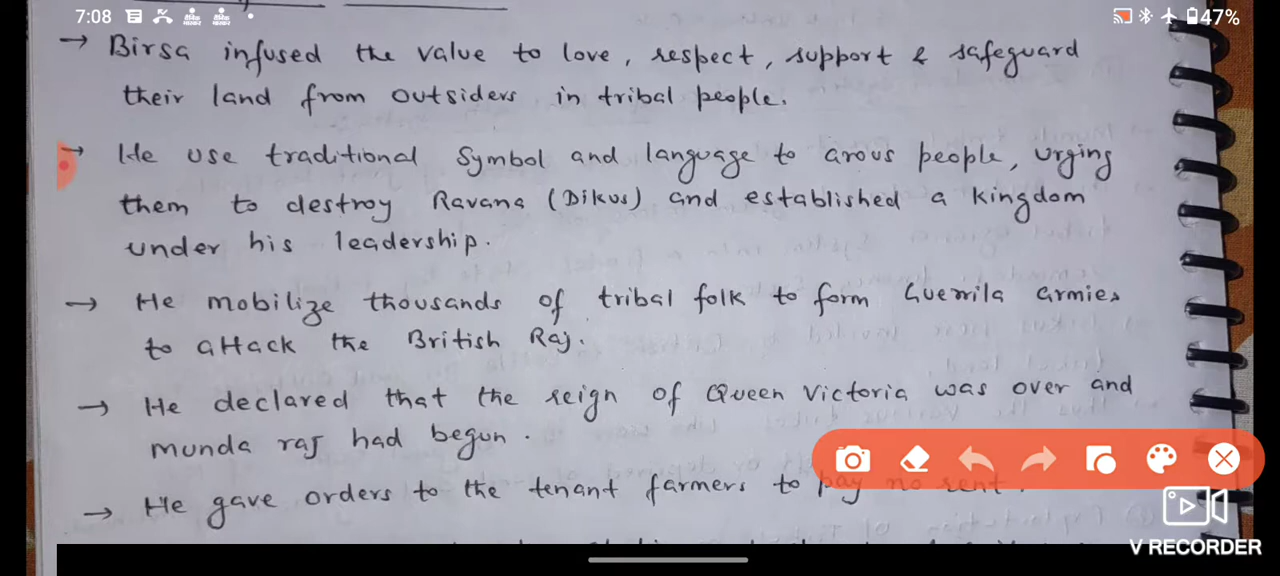 7:08
47%
→ Birsa infused the value to love, respect, support & safeguard
their land from outsiders in tribal people.
→ He use traditional symbol and language to arous people, urging
them to destroy Ravana (Dikus) and established a kingdom
under his leadership.
→ He mobilize thousands of tribal folk to form Guerrila armies
to attack the British Raj.
→ He declared that the reign of Queen Victoria was over and
munda raj had begun.
→ He gave orders to the tenant farmers to pay no rent.
V RECORDER